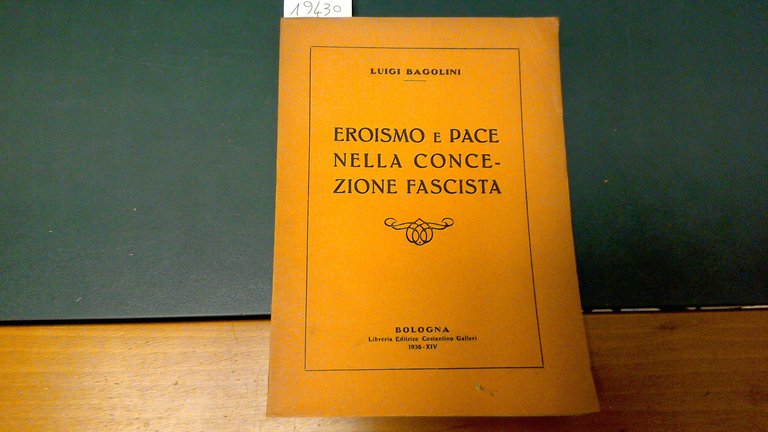 19430
LUIGI BAGOLINI
EROISMO E PACE
NELLA CONCE-
ZIONE FASCISTA
BOLOGNA
Libreria Editrice Costantino Galleri
1936 - XIV